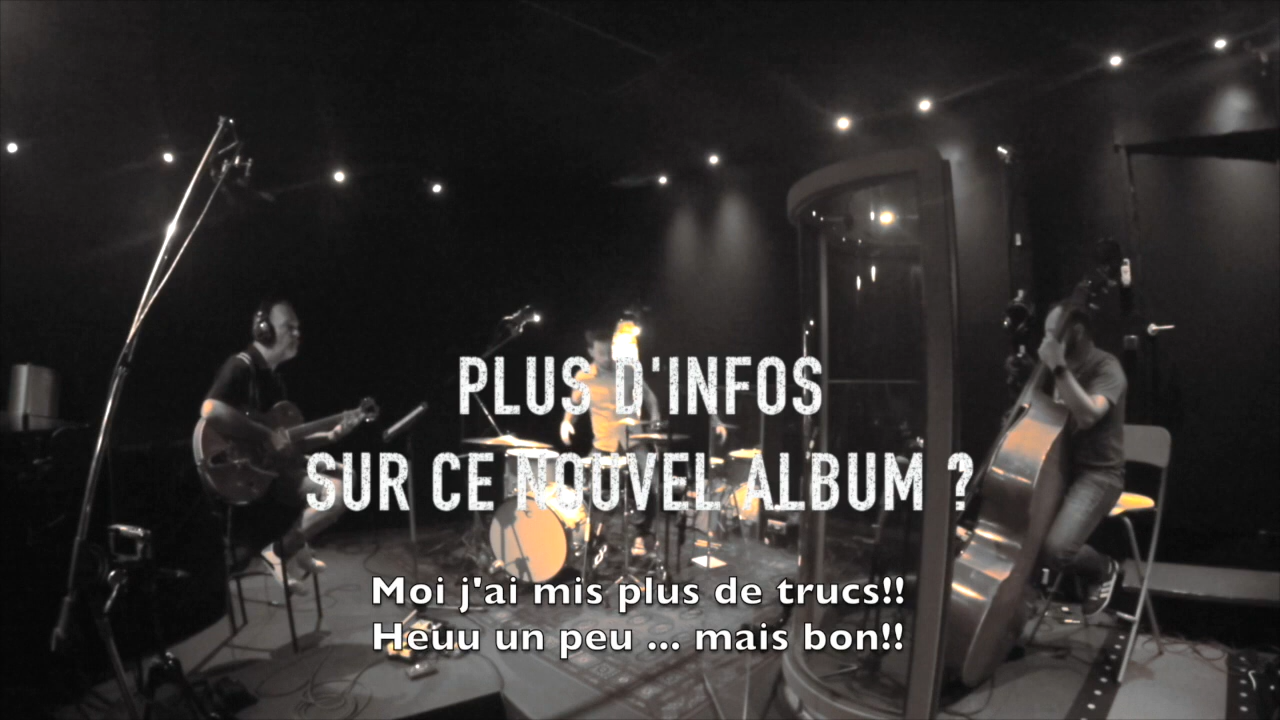 PLUS D'INFOS
SUR CE NOUVEL ALBUM ?
Moi j'ai mis plus de trucs!!
Heuu un peu ... mais bon!!